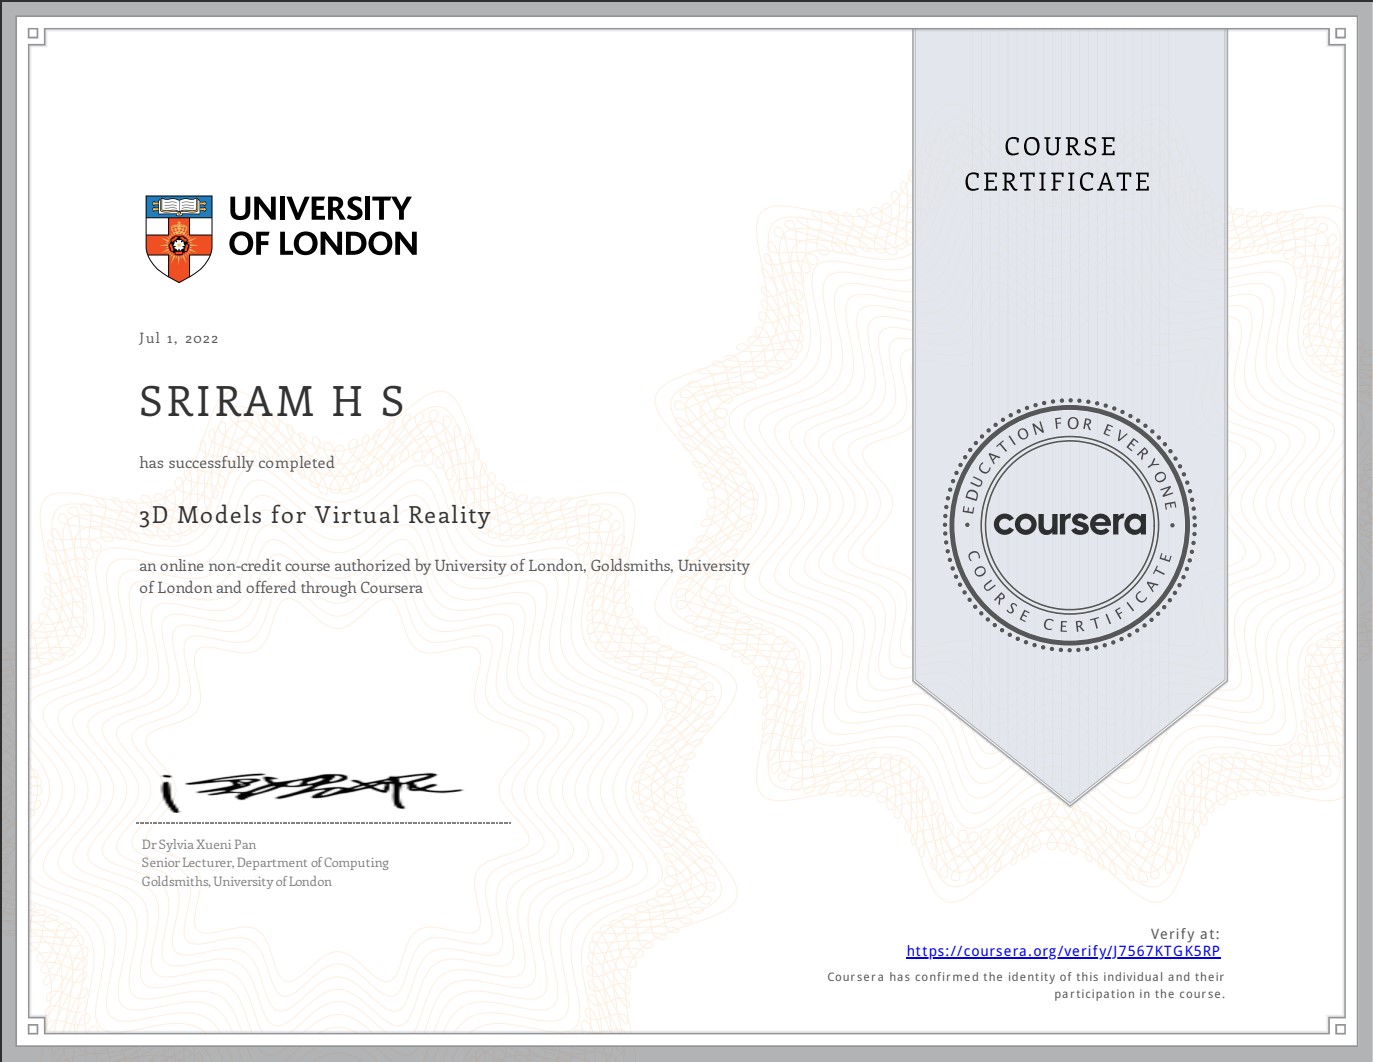 COURSE
CERTIFICATE
UNIVERSITY
OF LONDON
Jul 1, 2022
SRIRAM H S
has successfully completed
3D Models for Virtual Reality
an online non-credit course authorized by University of London, Goldsmiths, University
of London and offered through Coursera
EDUCATION FOR EVERYONE
coursera
COURSE CERTIFICATE
Dr Sylvia Xueni Pan
Senior Lecturer, Department of Computing
Goldsmiths, University of London
Verify at:
https://coursera.org/verify/J7567KTGK5RP
Coursera has confirmed the identity of this individual and their
participation in the course.